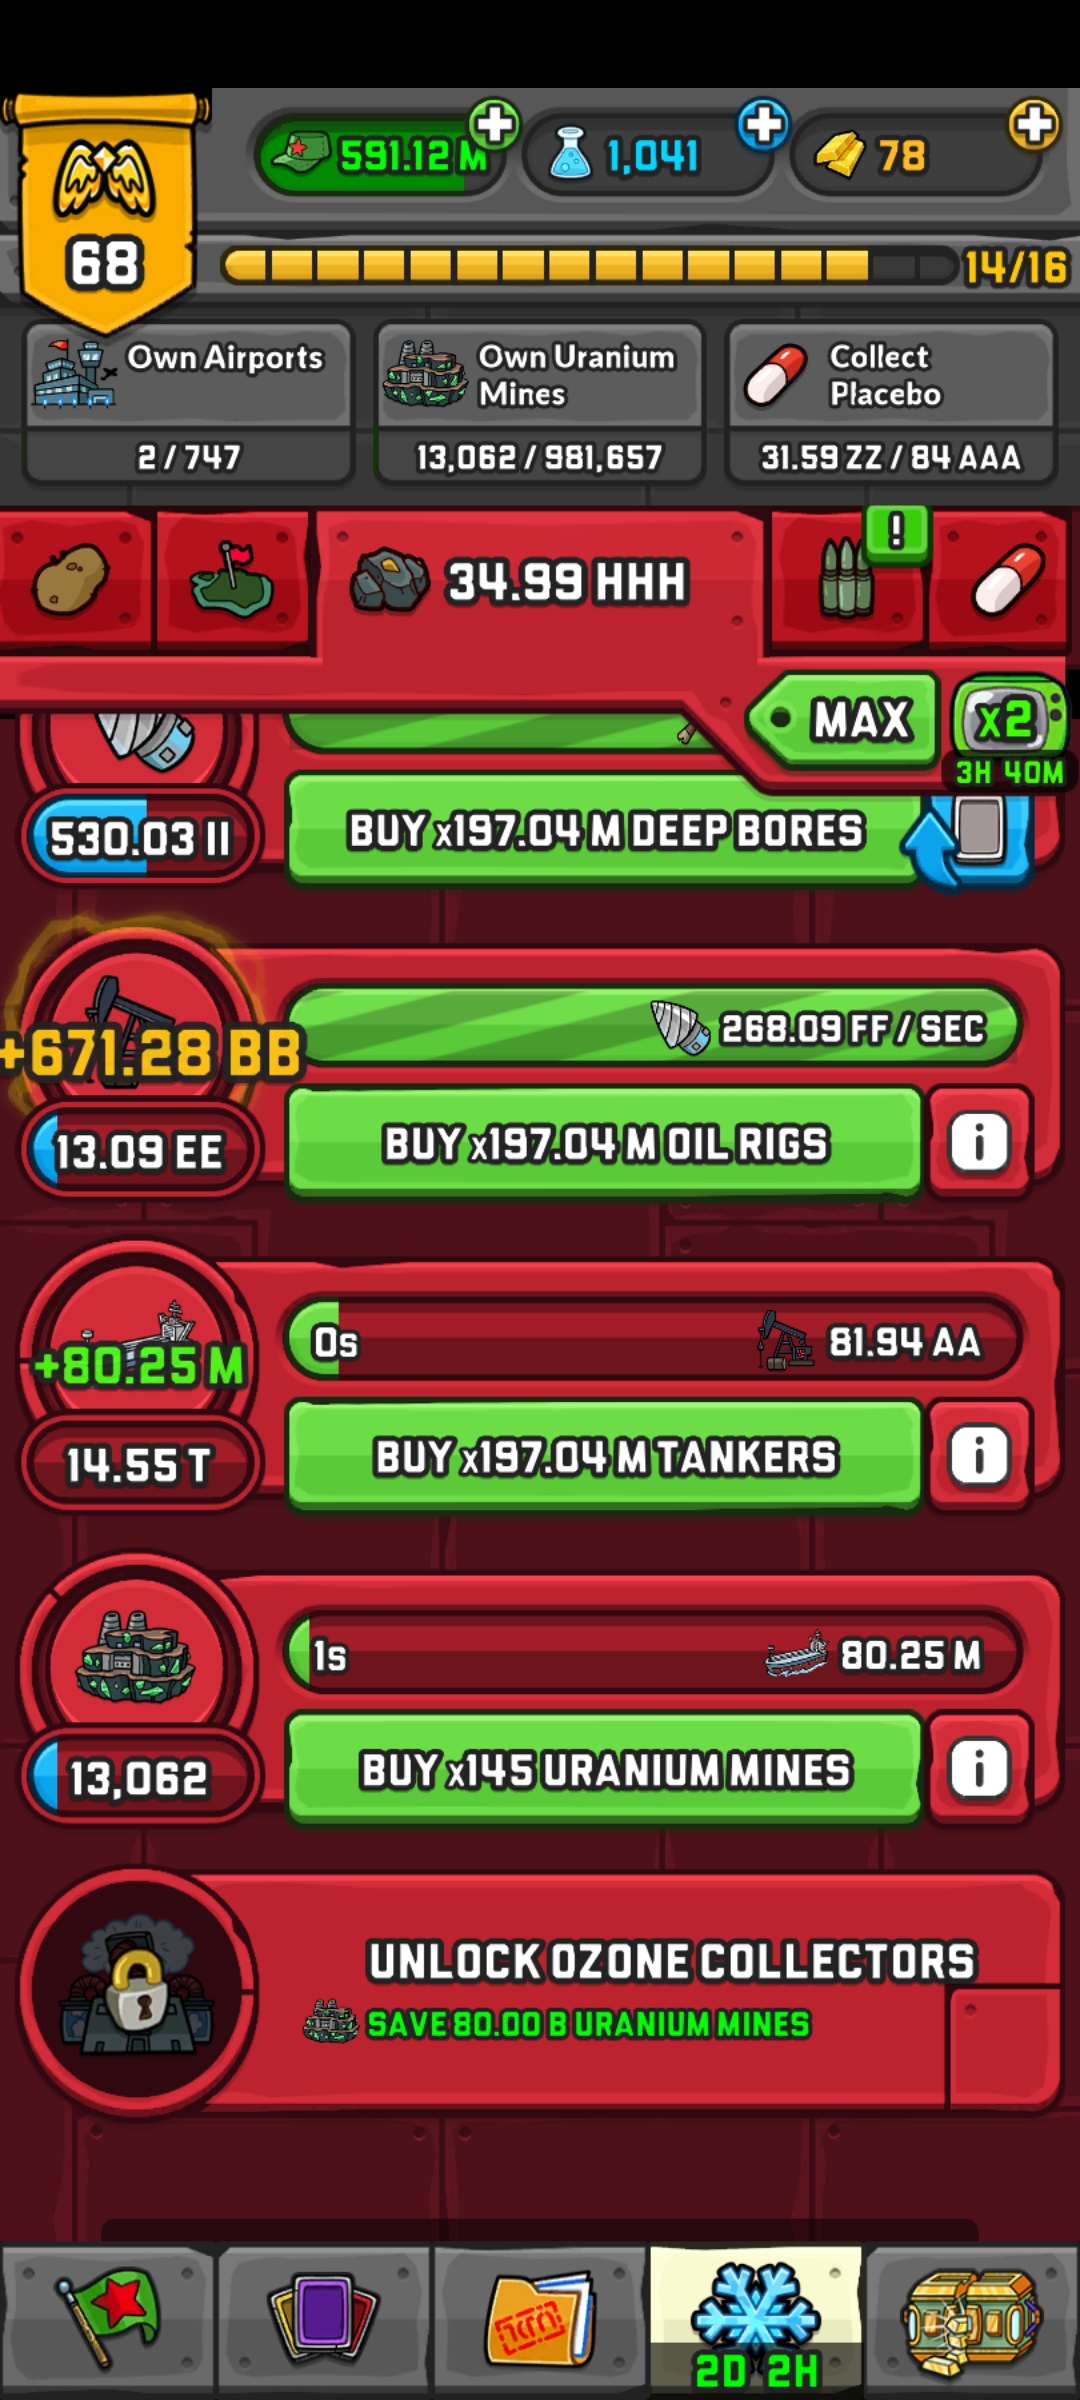 591.12 M
1,041
78
68
14/16
Own Airports
2 / 747
Own Uranium
Mines
13,062 / 981,657
Collect
Placebo
31.59 ZZ / 84 AAA
34.99 HHH
!
MAX
x2
3H 40M
530.03 II
BUY x197.04 M DEEP BORES
+671.28 BB
268.09 FF / SEC
13.09 EE
BUY x197.04 M OIL RIGS
i
+80.25 M
0s
81.94 AA
14.55 T
BUY x197.04 M TANKERS
i
1s
80.25 M
13,062
BUY x145 URANIUM MINES
i
UNLOCK OZONE COLLECTORS
SAVE 80.00 B URANIUM MINES
2D 2H